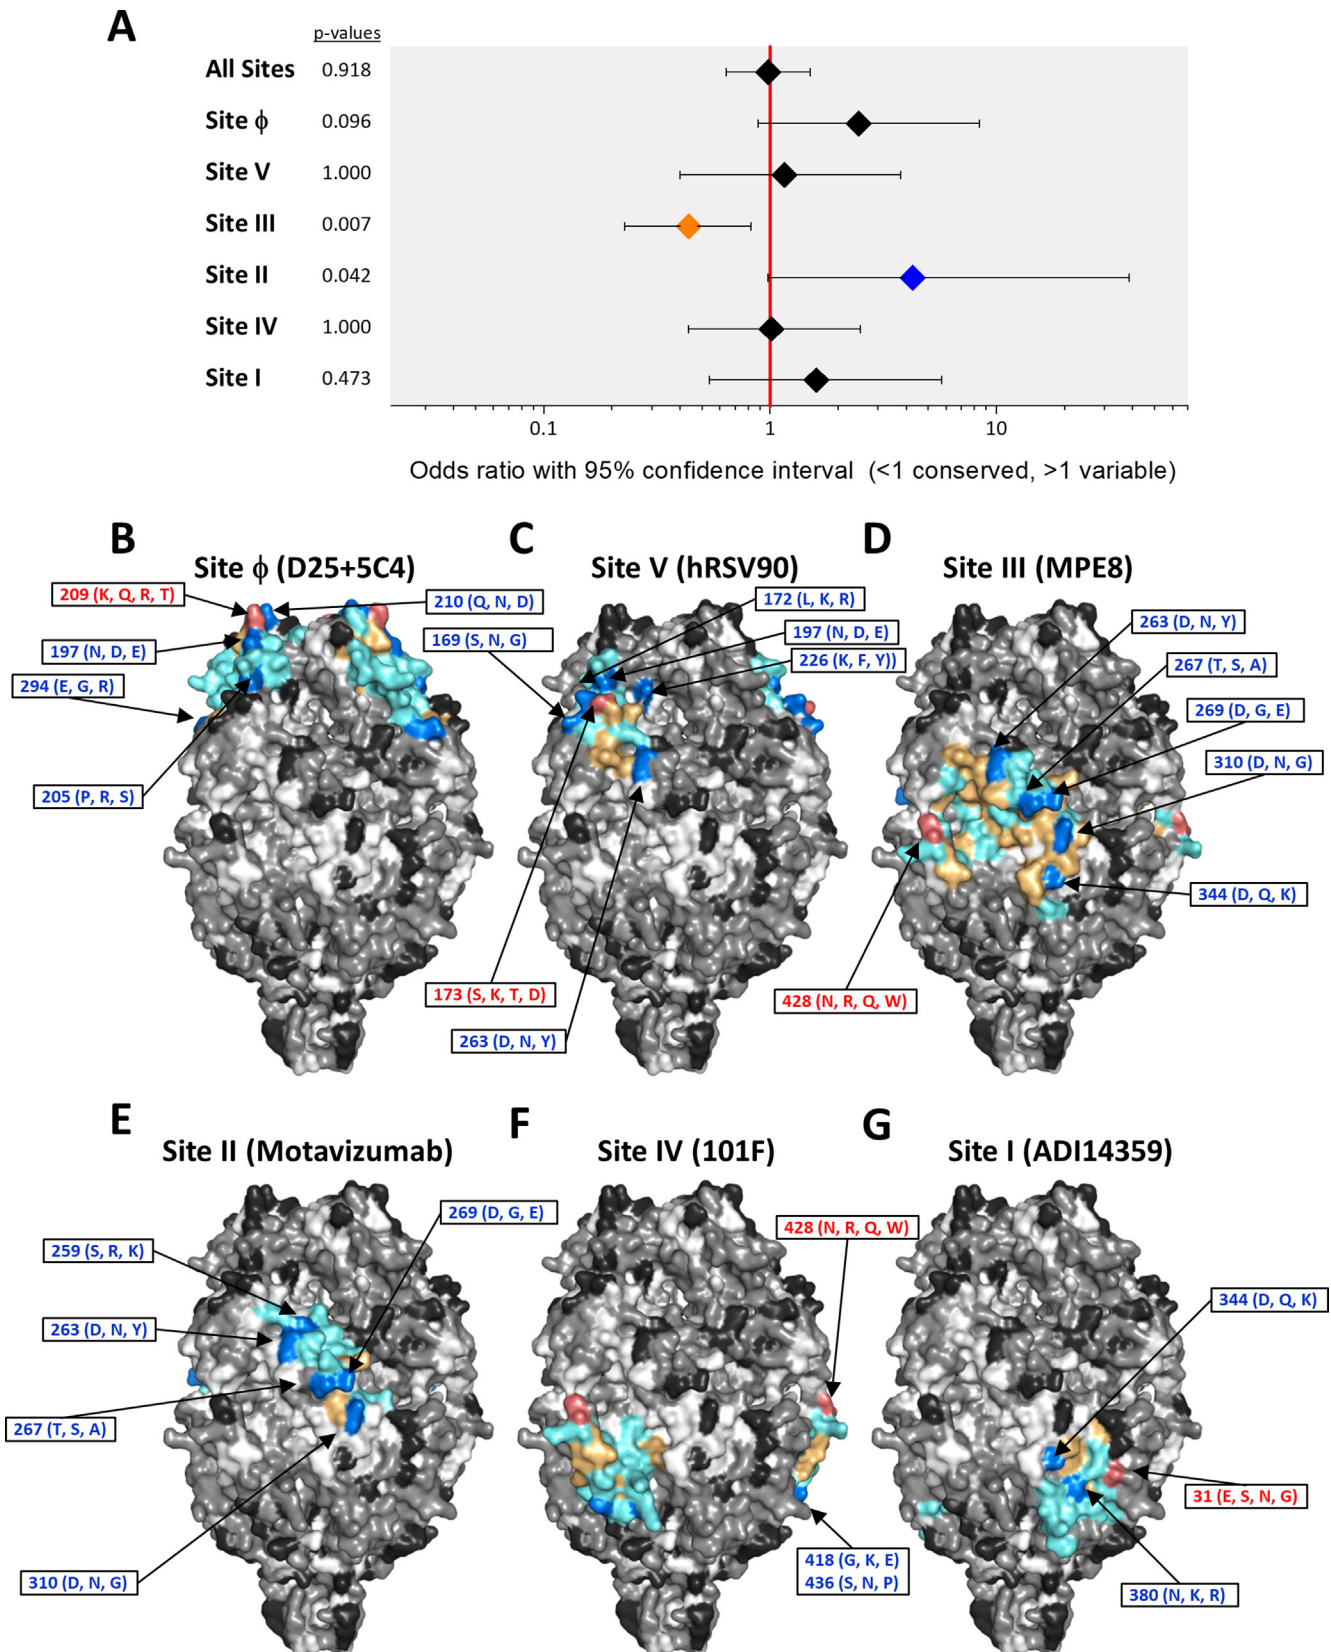 A
p-values
All Sites 0.918
Site ϕ 0.096
Site V 1.000
Site III 0.007
Site II 0.042
Site IV 1.000
Site I 0.473
0.1 1 10
Odds ratio with 95% confidence interval (<1 conserved, >1 variable)
B
Site ϕ (D25+5C4)
209 (K, Q, R, T)
210 (Q, N, D)
197 (N, D, E)
294 (E, G, R)
205 (P, R, S)
C
Site V (hRSV90)
172 (L, K, R)
169 (S, N, G)
197 (N, D, E)
226 (K, F, Y))
173 (S, K, T, D)
263 (D, N, Y)
D
Site III (MPE8)
263 (D, N, Y)
267 (T, S, A)
269 (D, G, E)
310 (D, N, G)
344 (D, Q, K)
428 (N, R, Q, W)
E
Site II (Motavizumab)
269 (D, G, E)
259 (S, R, K)
263 (D, N, Y)
267 (T, S, A)
310 (D, N, G)
F
Site IV (101F)
428 (N, R, Q, W)
418 (G, K, E)
436 (S, N, P)
G
Site I (ADI14359)
344 (D, Q, K)
31 (E, S, N, G)
380 (N, K, R)